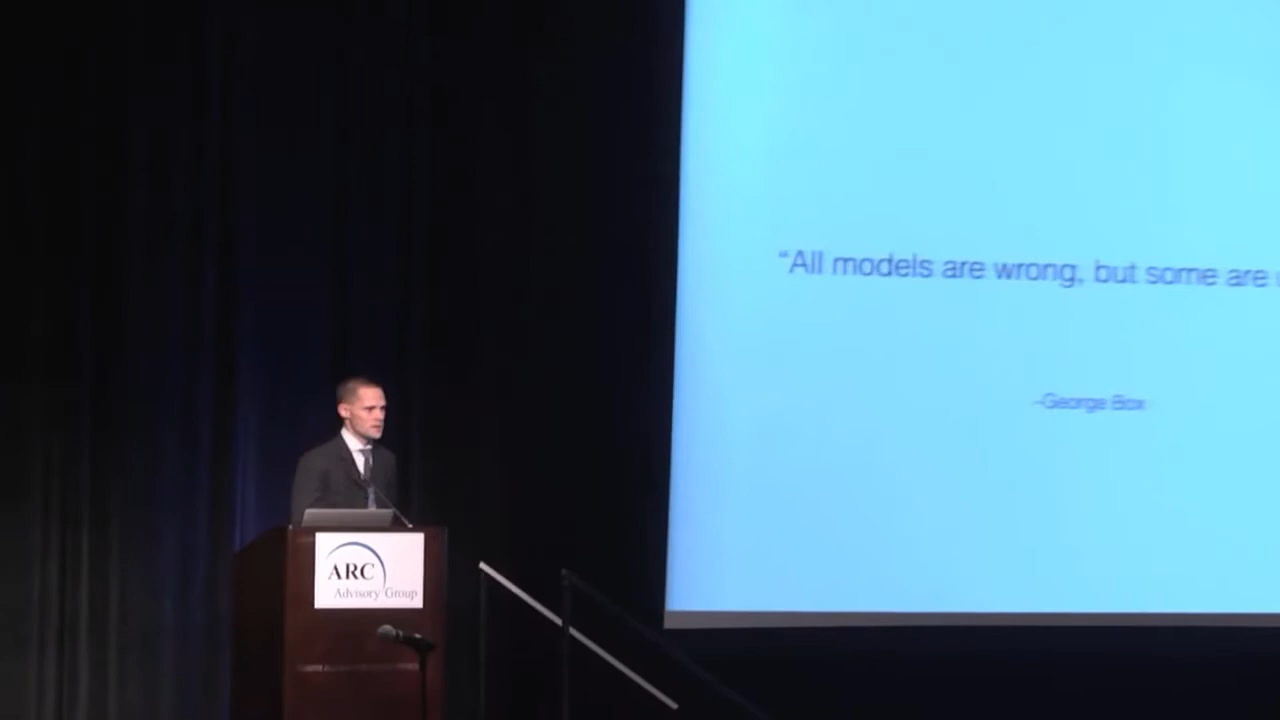 “All models are wrong, but some are
-George Box
ARC
Advisory Group